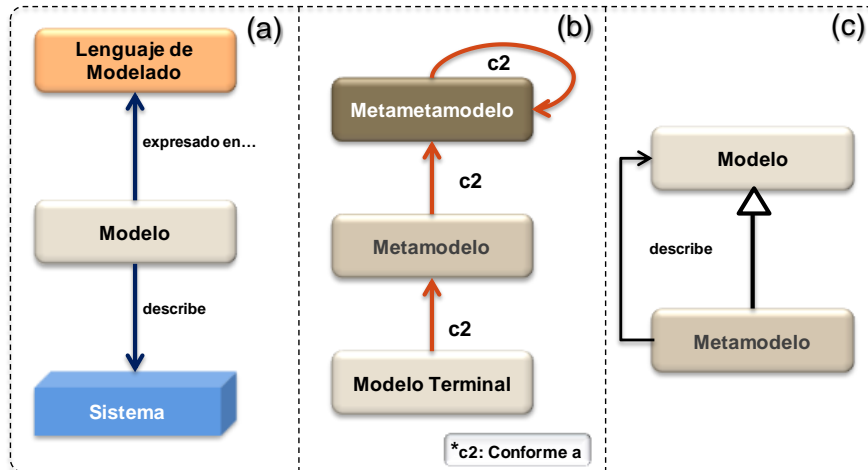 (a)
Lenguaje de
Modelado
expresado en…
Modelo
describe
Sistema
(b)
c2
Metametamodelo
c2
Metamodelo
c2
Modelo Terminal
*c2: Conforme a
(c)
Modelo
describe
Metamodelo